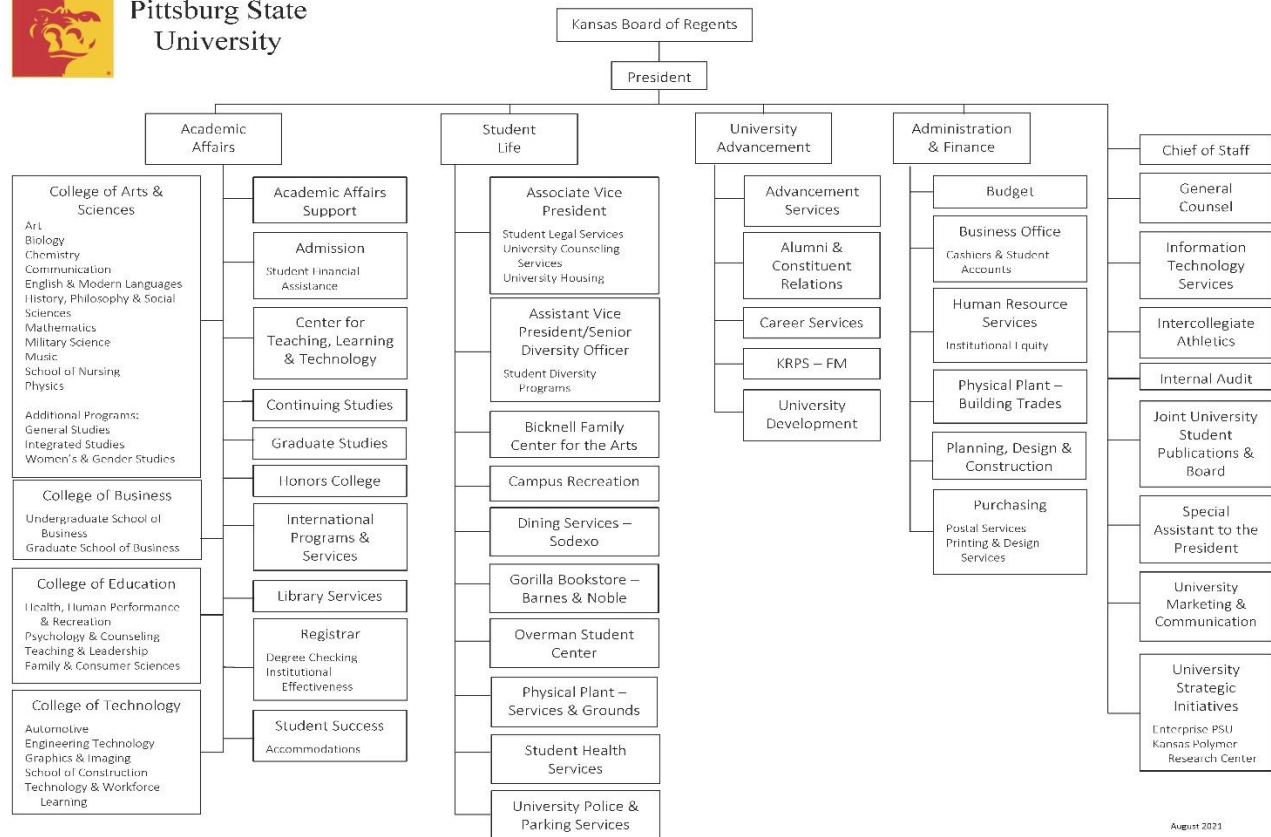 Pittsburg State
University
Kansas Board of Regents
President
Academic
Affairs
College of Arts &
Sciences
Art
Biology
Chemistry
Communication
English & Modern Languages
History, Philosophy & Social
Sciences
Mathematics
Military Science
Music
School of Nursing
Physics
Additional Programs:
General Studies
Integrated Studies
Women's & Gender Studies
College of Business
Undergraduate School of
Business
Graduate School of Business
College of Education
Health, Human Performance
& Recreation
Psychology & Counseling
Teaching & Leadership
Family & Consumer Sciences
College of Technology
Automotive
Engineering Technology
Graphics & Imaging
School of Construction
Technology & Workforce
Learning
Academic Affairs
Support
Admission
Student Financial
Assistance
Center for
Teaching, Learning
& Technology
Continuing Studies
Graduate Studies
Honors College
International
Programs &
Services
Library Services
Registrar
Degree Checking
Institutional
Effectiveness
Student Success
Accommodations
Student
Life
Associate Vice
President
Student Legal Services
University Counseling
Services
University Housing
Assistant Vice
President/Senior
Diversity Officer
Student Diversity
Programs
Bicknell Family
Center for the Arts
Campus Recreation
Dining Services –
Sodexo
Gorilla Bookstore –
Barnes & Noble
Overman Student
Center
Physical Plant –
Services & Grounds
Student Health
Services
University Police &
Parking Services
University
Advancement
Advancement
Services
Alumni &
Constituent
Relations
Career Services
KRPS – FM
University
Development
Administration
& Finance
Budget
Business Office
Cashiers & Student
Accounts
Human Resource
Services
Institutional Equity
Physical Plant –
Building Trades
Planning, Design &
Construction
Purchasing
Postal Services
Printing & Design
Services
Chief of Staff
General
Counsel
Information
Technology
Services
Intercollegiate
Athletics
Internal Audit
Joint University
Student
Publications &
Board
Special
Assistant to the
President
University
Marketing &
Communication
University
Strategic
Initiatives
Enterprise PSU
Kansas Polymer
Research Center
August 2021